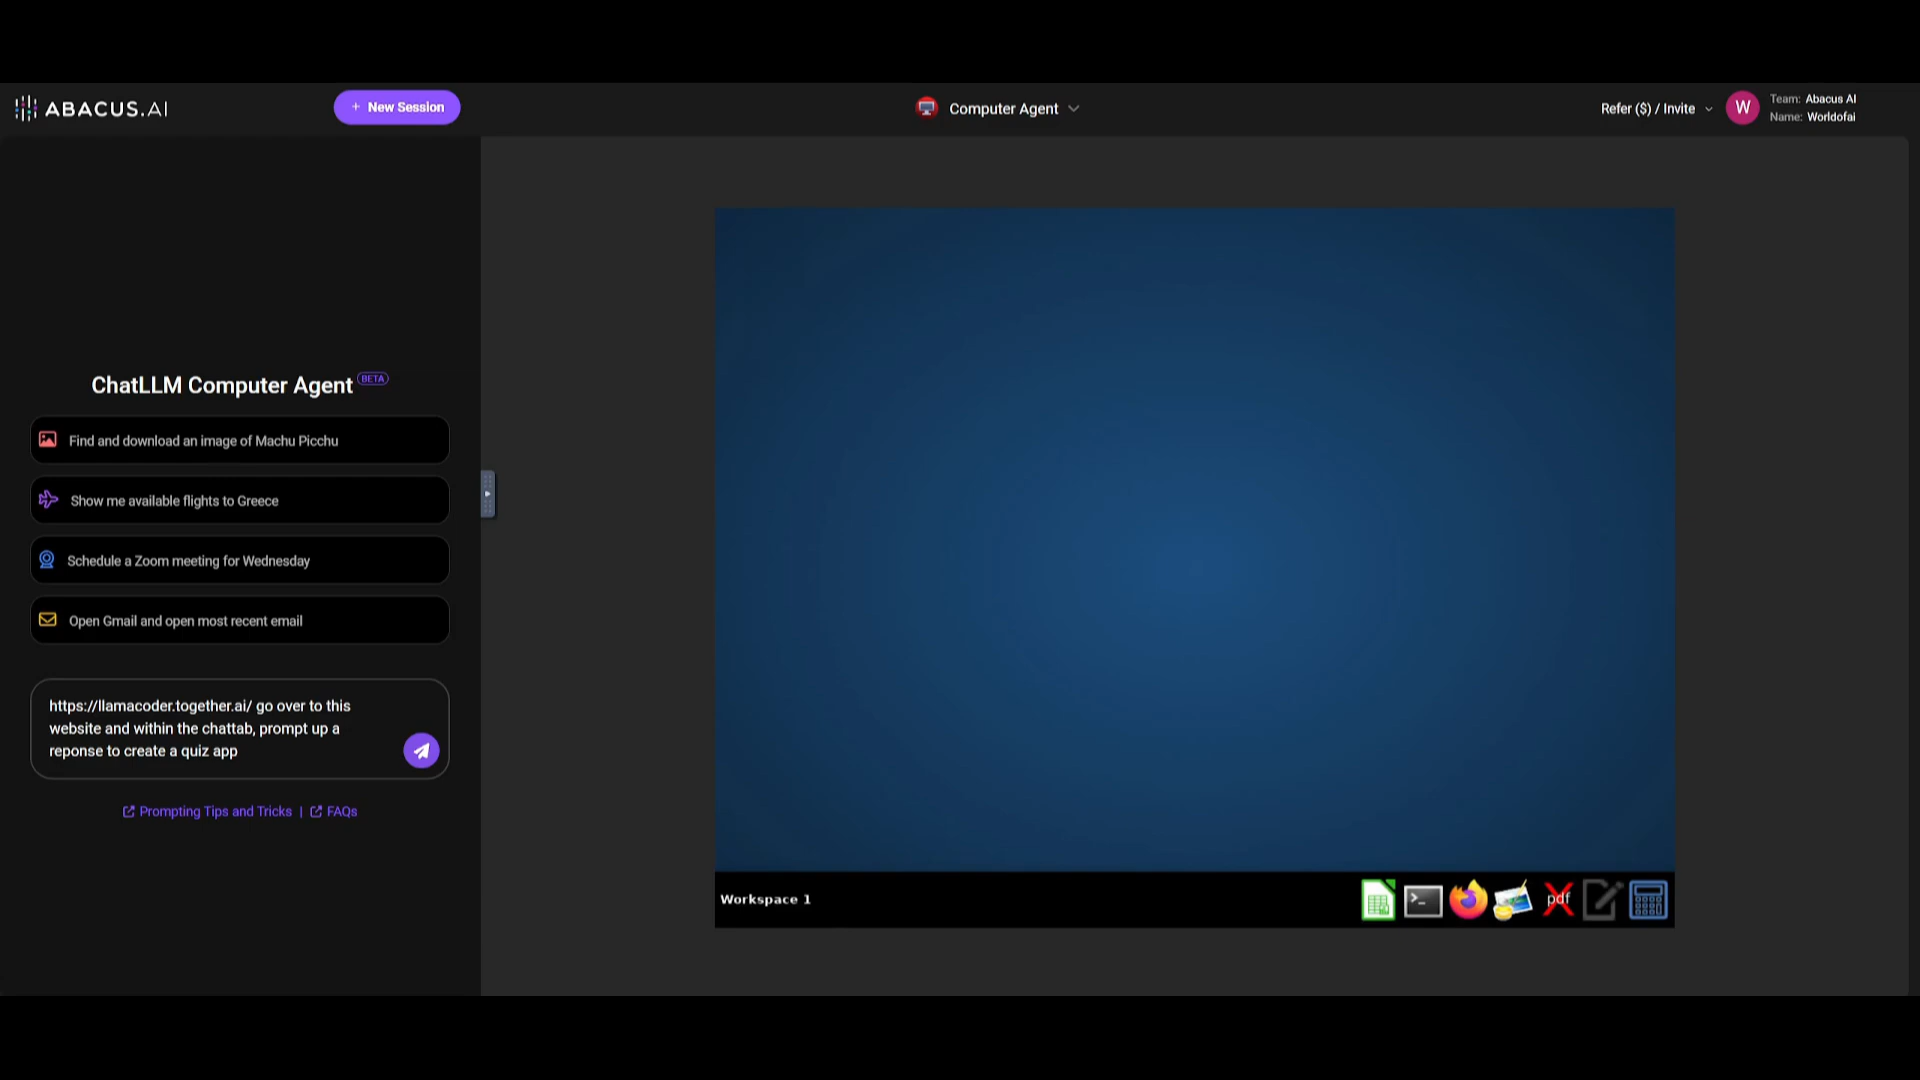 ABACUS.AI
+ New Session
Computer Agent
Refer ($) / Invite
W
Team: Abacus AI
Name: Worldofai
ChatLLM Computer Agent BETA
Find and download an image of Machu Picchu
Show me available flights to Greece
Schedule a Zoom meeting for Wednesday
Open Gmail and open most recent email
https://llamacoder.together.ai/ go over to this
website and within the chattab, prompt up a
reponse to create a quiz app
Prompting Tips and Tricks | FAQs
Workspace 1
>_
pdf